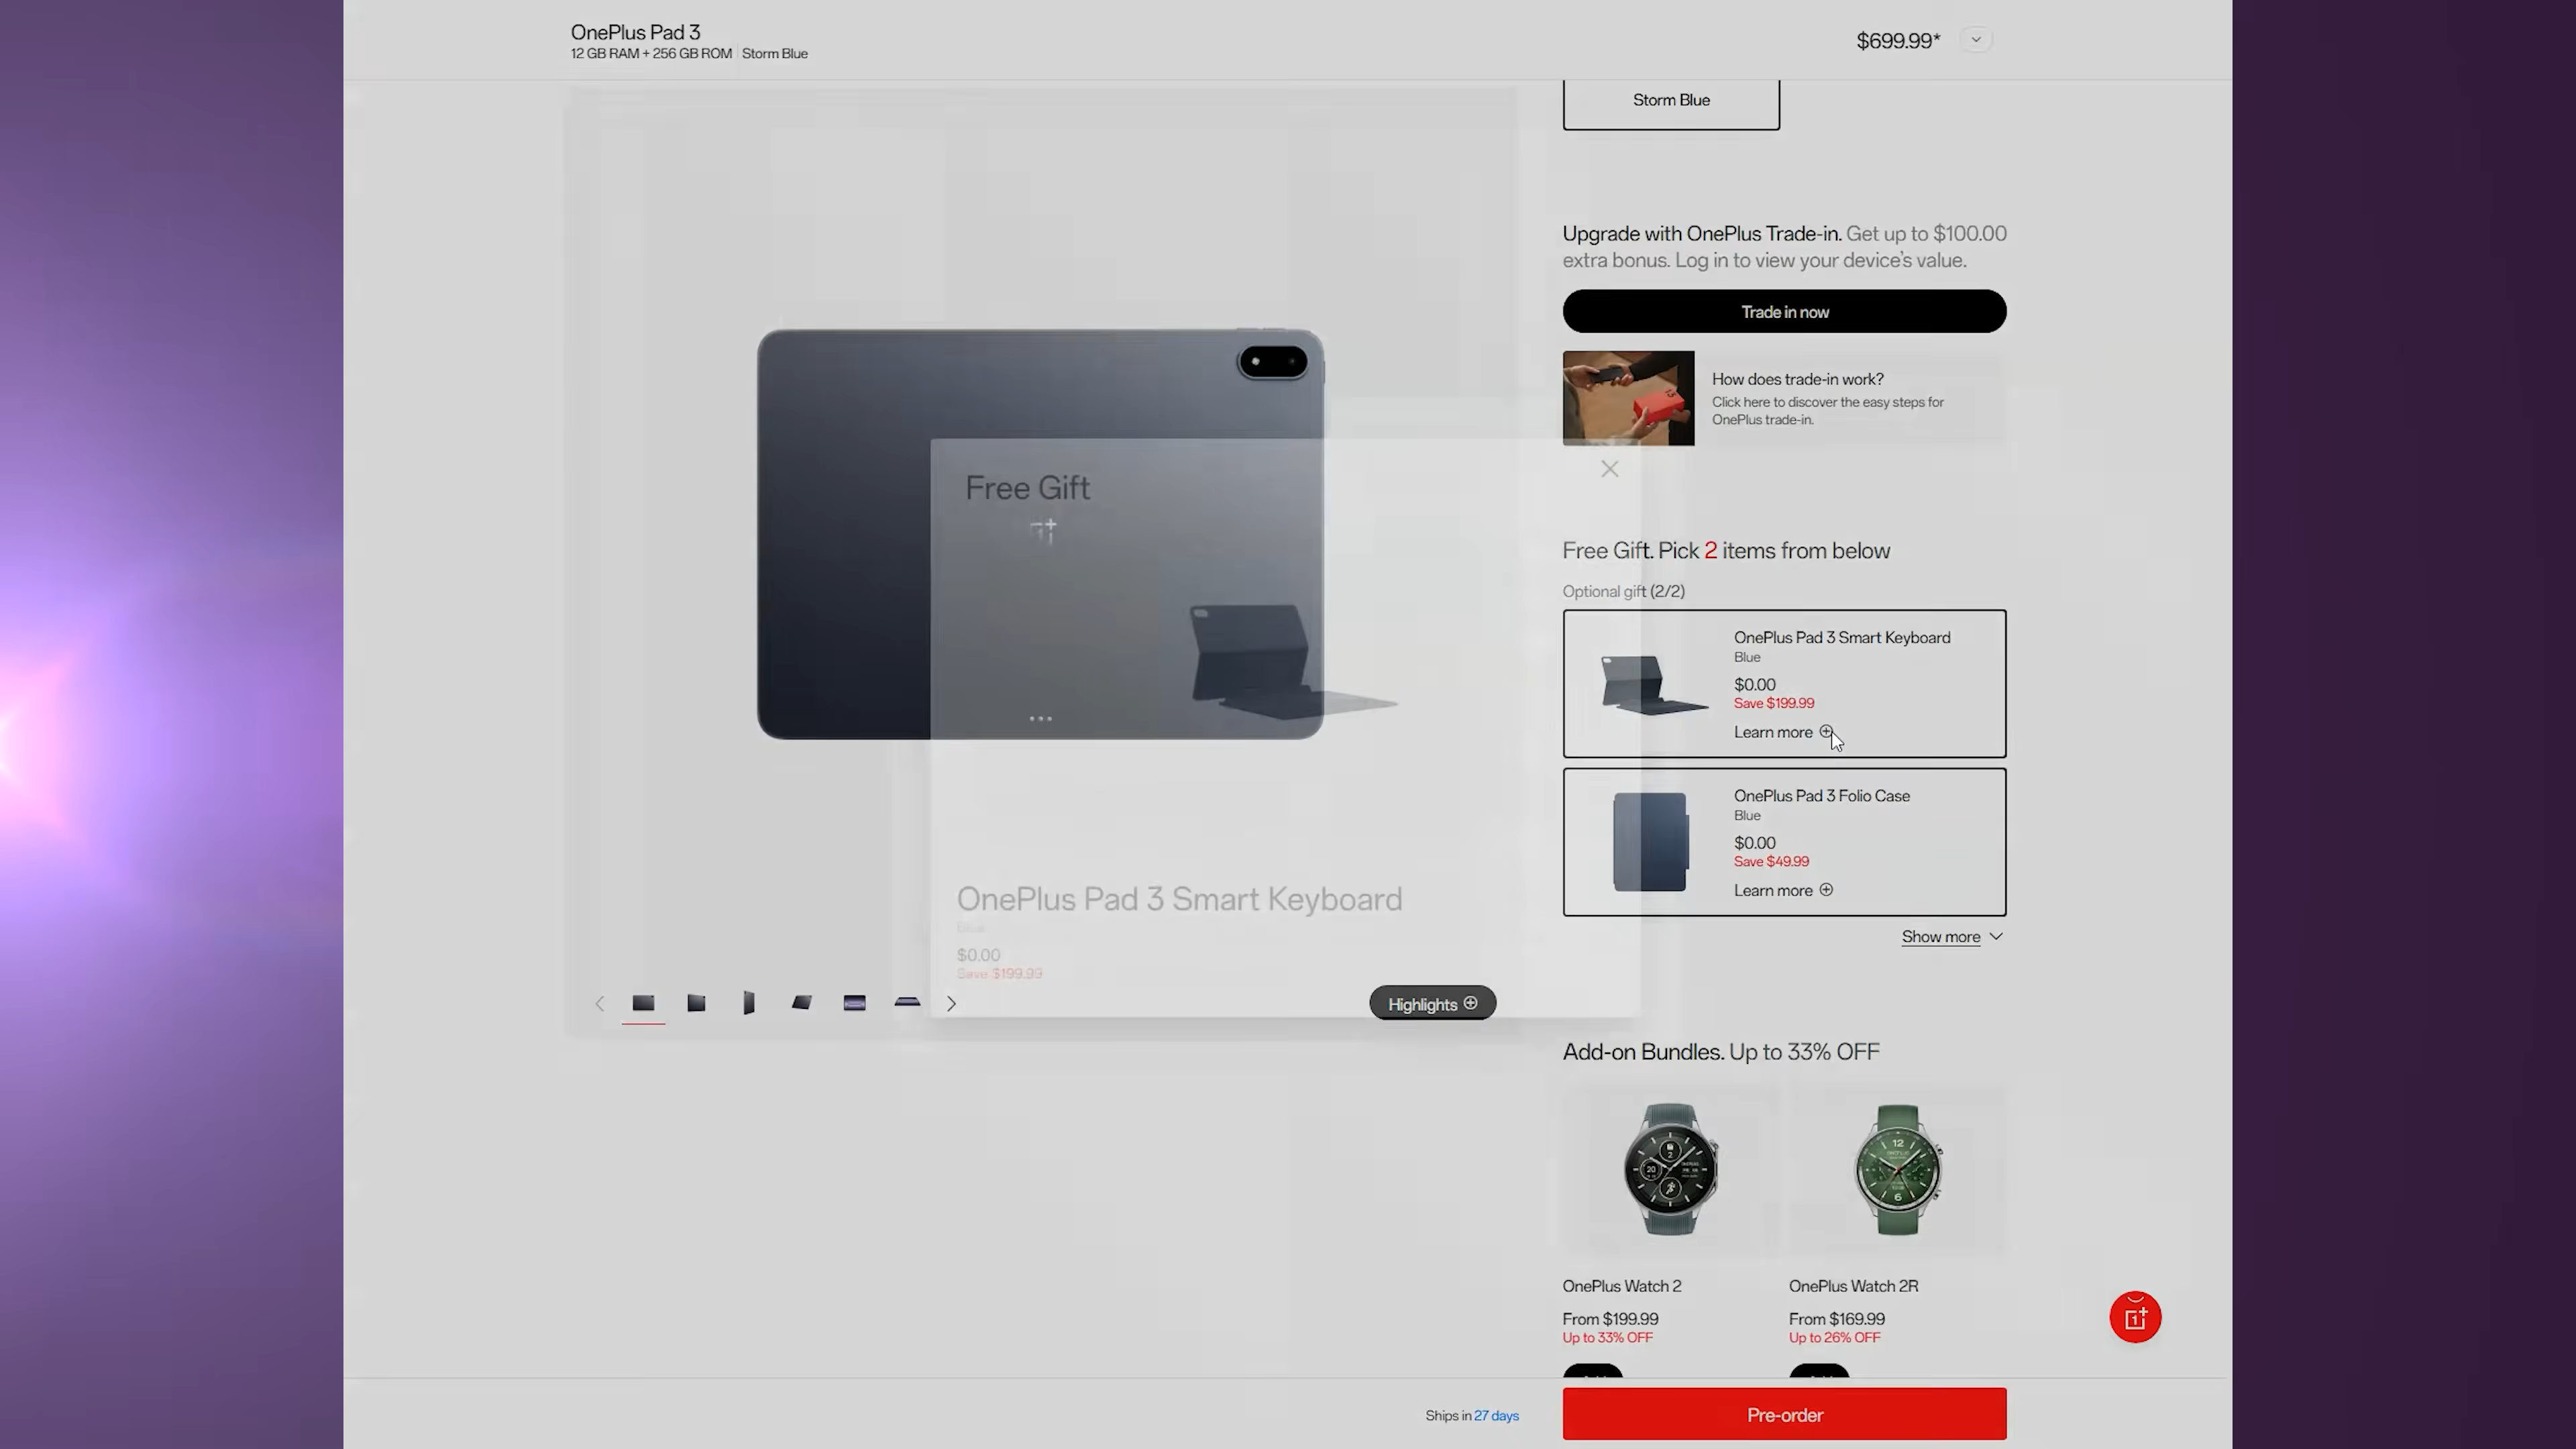 OnePlus Pad 3
12 GB RAM + 256 GB ROM | Storm Blue
$699.99*
Storm Blue
Upgrade with OnePlus Trade-in. Get up to $100.00
extra bonus. Log in to view your device's value.
Trade in now
How does trade-in work?
Click here to discover the easy steps for
OnePlus trade-in.
Free Gift
Free Gift. Pick 2 items from below
Optional gift (2/2)
OnePlus Pad 3 Smart Keyboard
Blue
$0.00
Save $199.99
Learn more
OnePlus Pad 3 Folio Case
Blue
$0.00
Save $49.99
Learn more
Show more
OnePlus Pad 3 Smart Keyboard
$0.00
Save $199.99
Highlights
Add-on Bundles. Up to 33% OFF
OnePlus Watch 2
From $199.99
Up to 33% OFF
OnePlus Watch 2R
From $169.99
Up to 26% OFF
Ships in 27 days
Pre-order